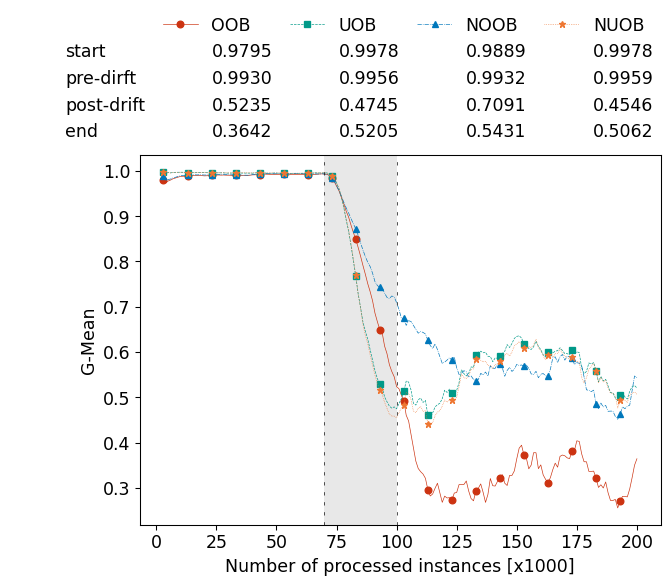 OOB UOB NOOB NUOB
start 0.9795 0.9978 0.9889 0.9978
pre-dirft 0.9930 0.9956 0.9932 0.9959
post-drift 0.5235 0.4745 0.7091 0.4546
end 0.3642 0.5205 0.5431 0.5062
1.0
0.9
0.8
0.7
0.6
0.5
0.4
0.3
G-Mean
0 25 50 75 100 125 150 175 200
Number of processed instances [x1000]